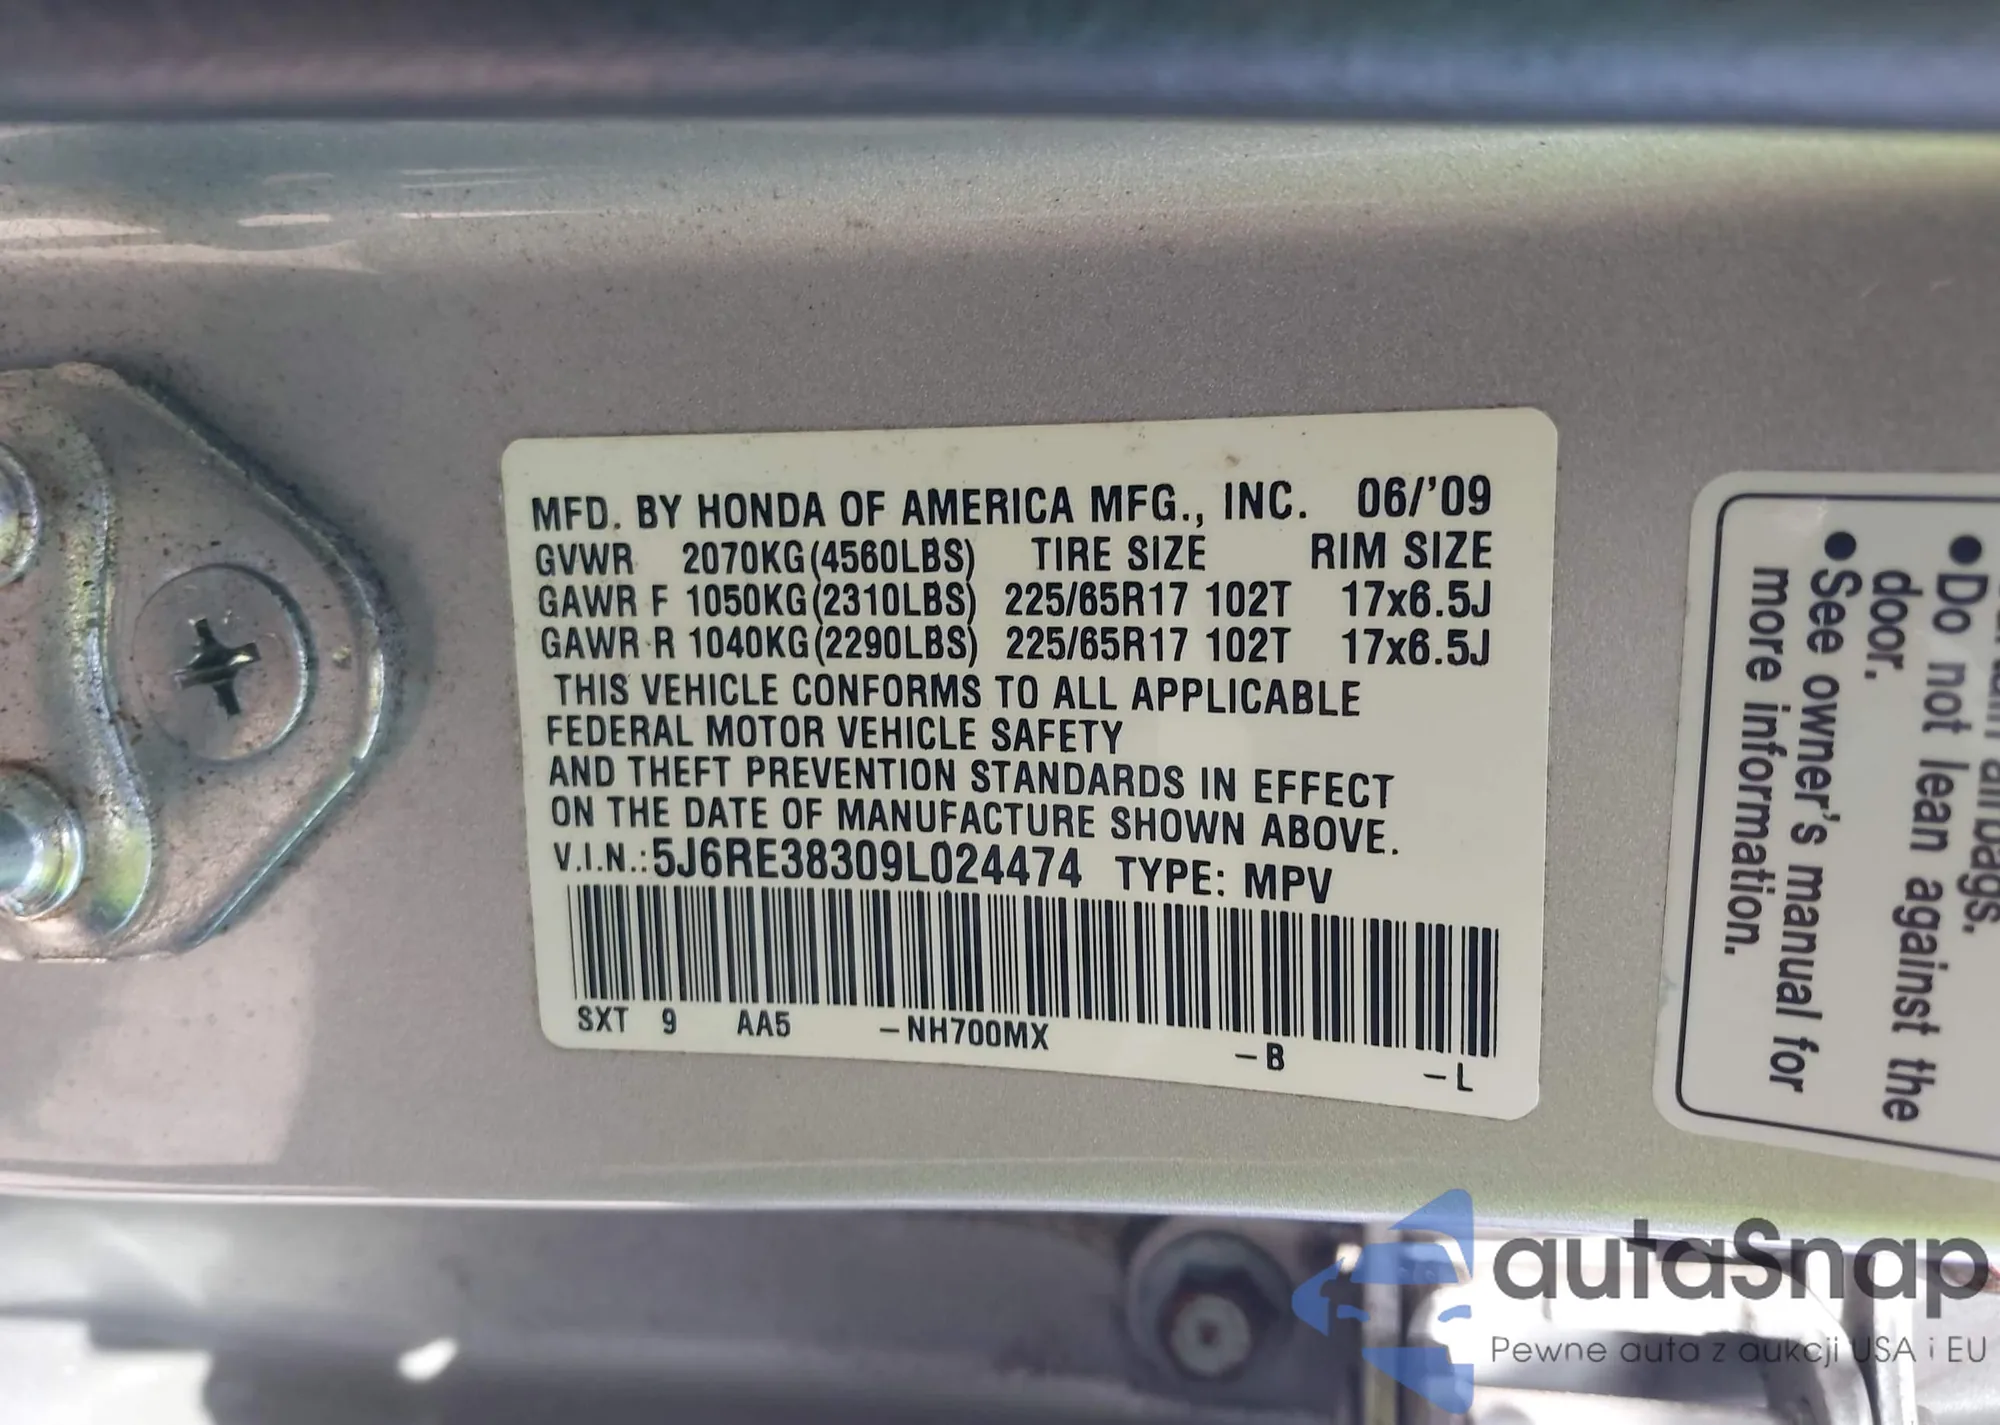 MFD. BY HONDA OF AMERICA MFG., INC. 06/'09
GVWR 2070KG(4560LBS) TIRE SIZE RIM SIZE
GAWR F 1050KG(2310LBS) 225/65R17 102T 17x6.5J
GAWR R 1040KG(2290LBS) 225/65R17 102T 17x6.5J
THIS VEHICLE CONFORMS TO ALL APPLICABLE
FEDERAL MOTOR VEHICLE SAFETY
AND THEFT PREVENTION STANDARDS IN EFFECT
ON THE DATE OF MANUFACTURE SHOWN ABOVE.
V.I.N.:5J6RE38309L024474 TYPE: MPV
SXT 9 AA5 -NH700MX -B -L
airbags.
●Do not lean against the
door.
●See owner's manual for
more information.
autaSnap
Pewne auta z aukcji USA i EU